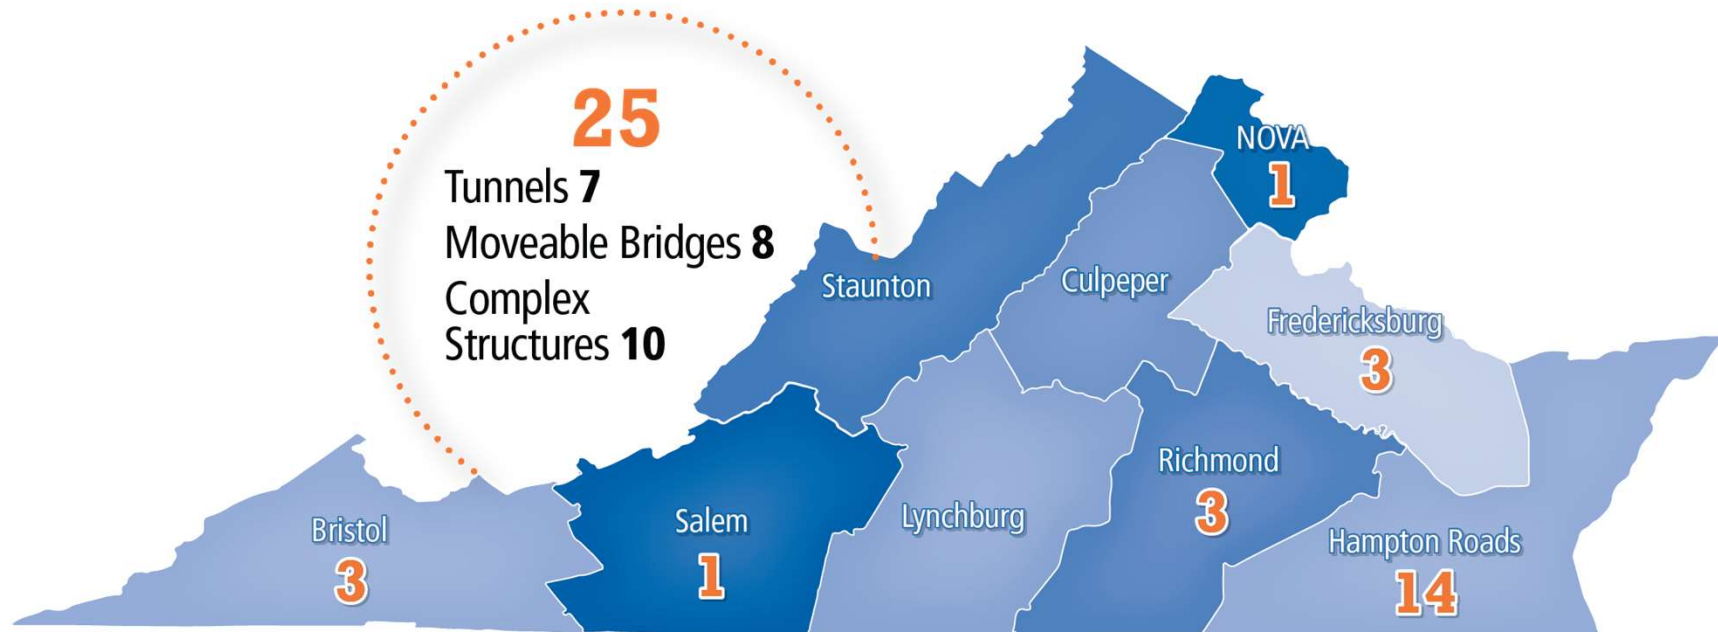 25
Tunnels 7
Moveable Bridges 8
Complex
Structures 10
NOVA
1
Staunton
Culpeper
Fredericksburg
3
Richmond
3
Salem
1
Lynchburg
Bristol
3
Hampton Roads
14